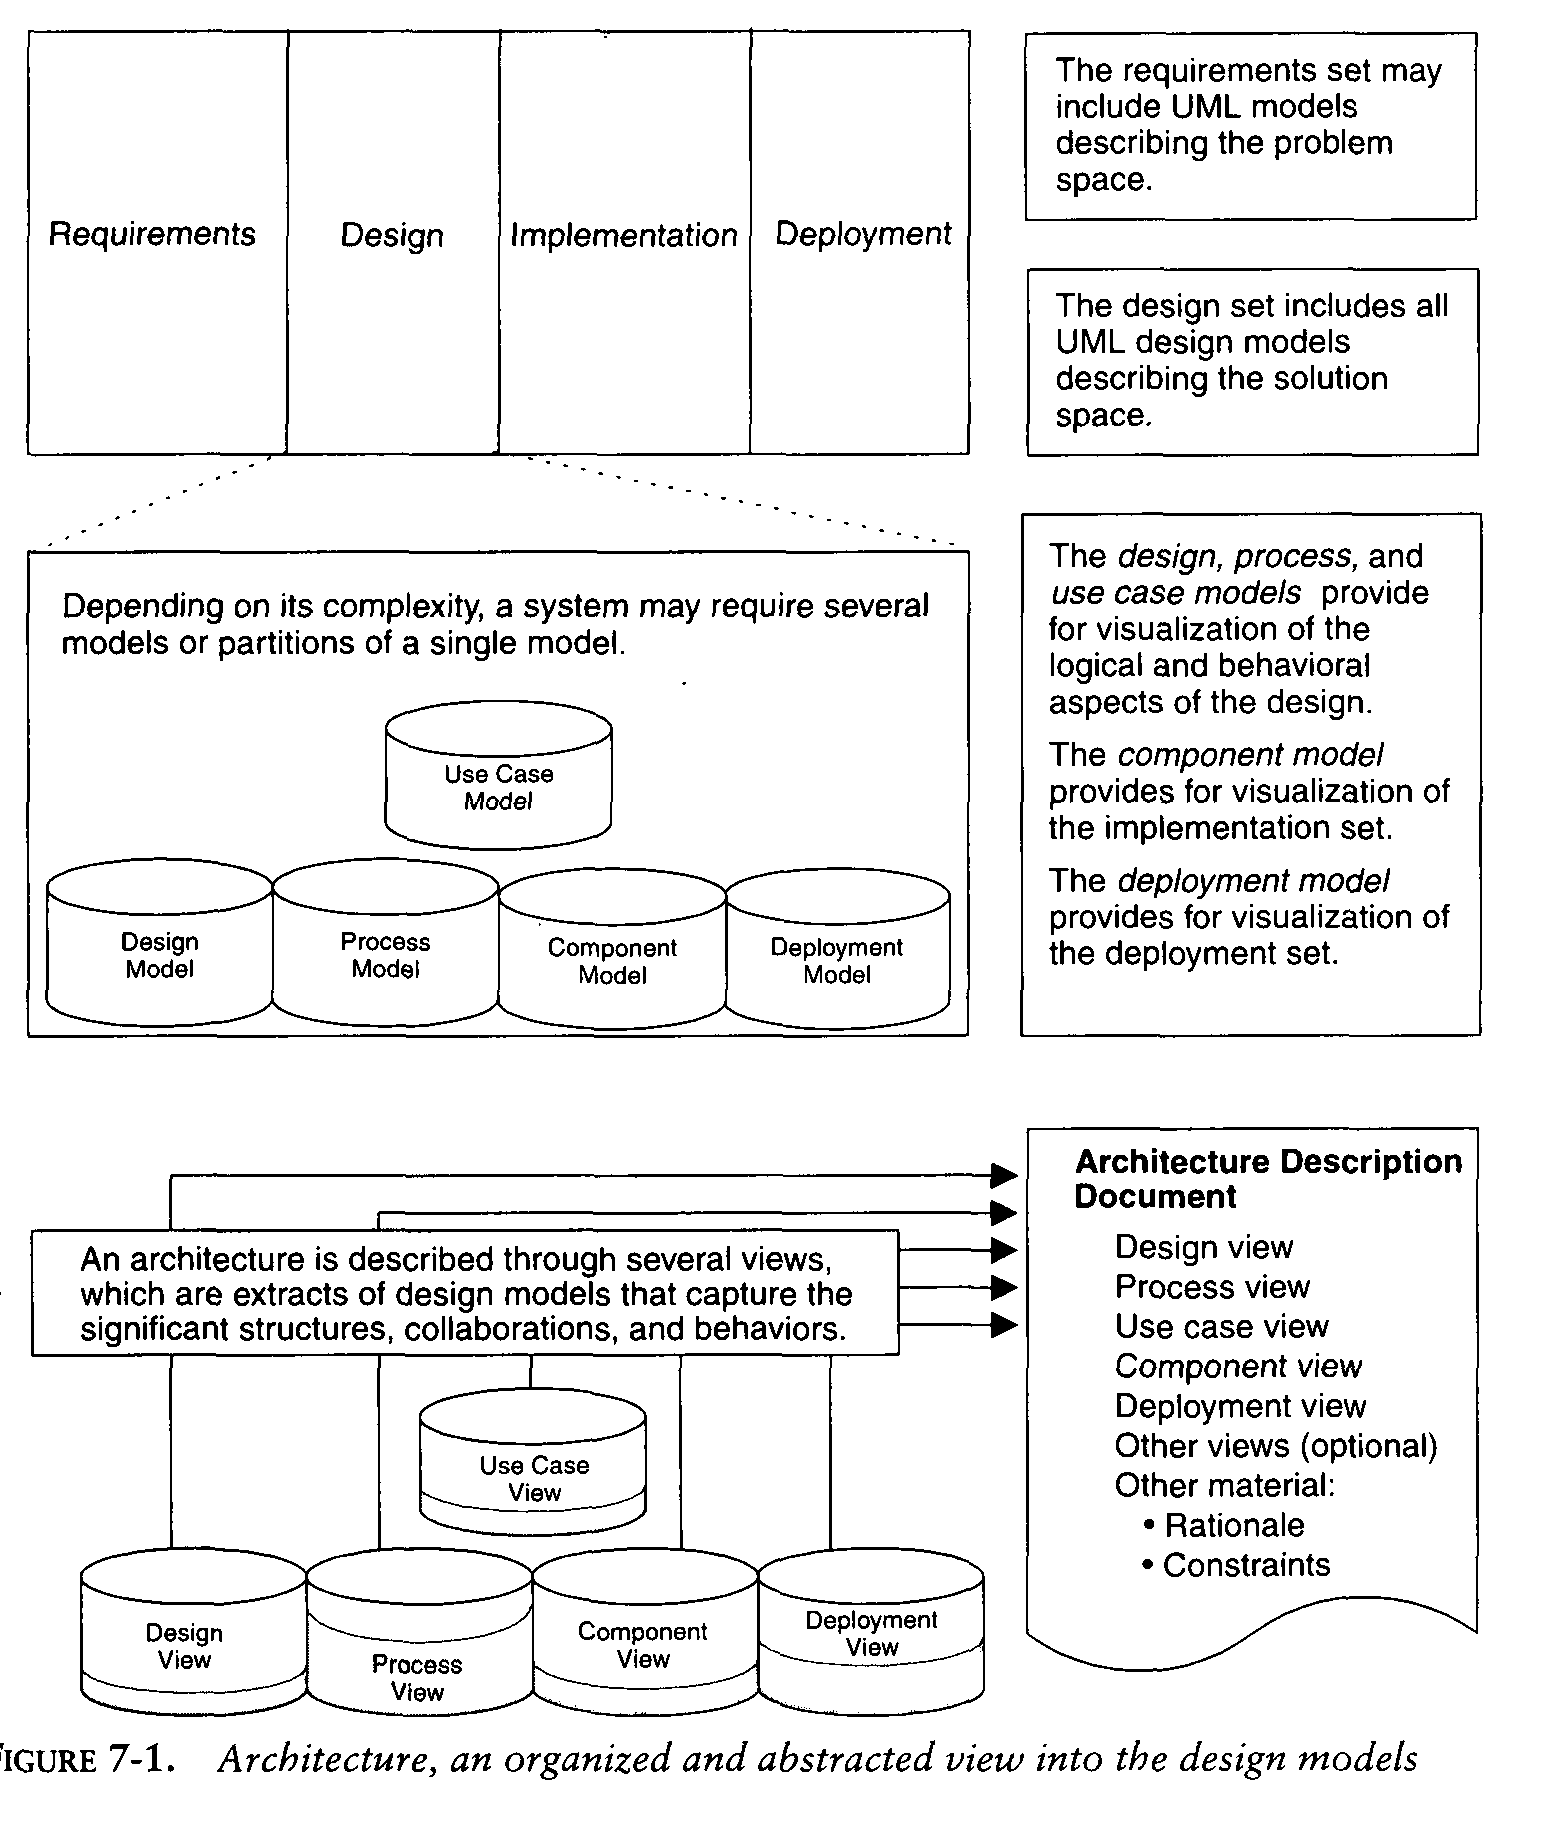 Requirements
Design
Implementation
Deployment
The requirements set may
include UML models
describing the problem
space.
The design set includes all
UML design models
describing the solution
space.
Depending on its complexity, a system may require several
models or partitions of a single model.
Use Case
Model
Design
Model
Process
Model
Component
Model
Deployment
Model
The design, process, and
use case models provide
for visualization of the
logical and behavioral
aspects of the design.
The component model
provides for visualization of
the implementation set.
The deployment model
provides for visualization of
the deployment set.
An architecture is described through several views,
which are extracts of design models that capture the
significant structures, collaborations, and behaviors.
Use Case
View
Design
View
Process
View
Component
View
Deployment
View
Architecture Description
Document
Design view
Process view
Use case view
Component view
Deployment view
Other views (optional)
Other material:
• Rationale
• Constraints
FIGURE 7-1. Architecture, an organized and abstracted view into the design models